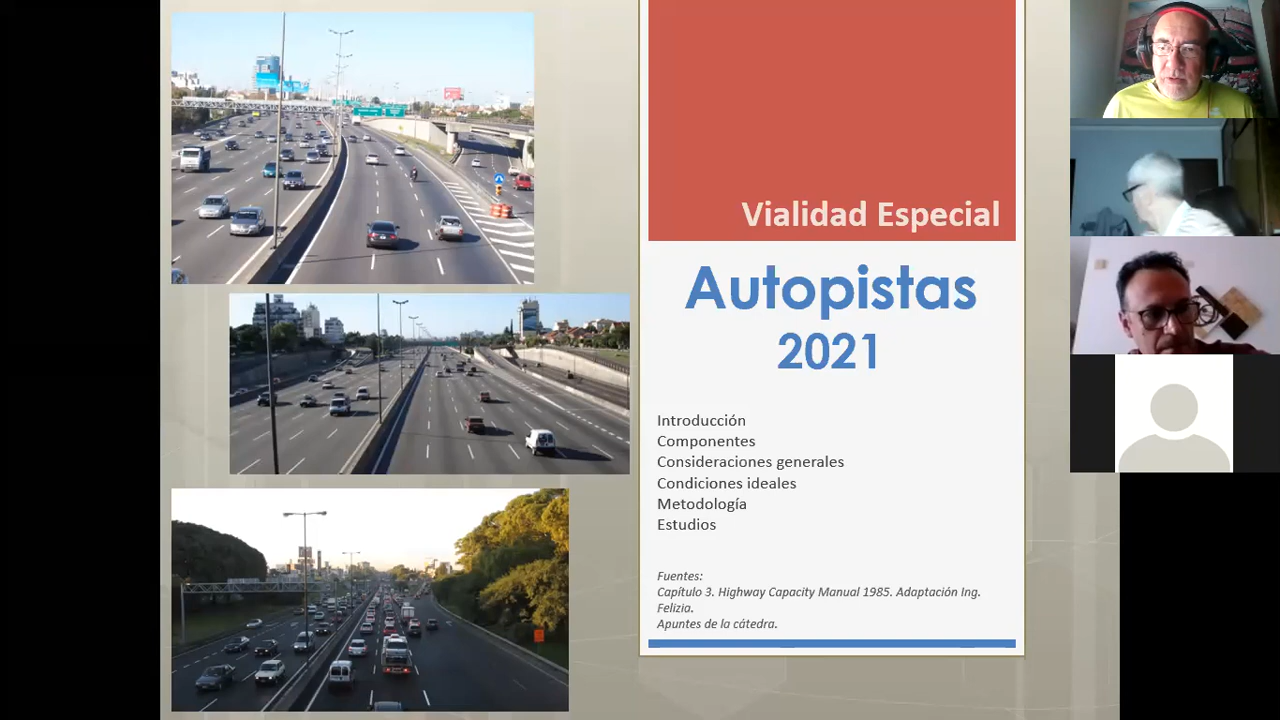 Vialidad Especial
Autopistas
2021
Introducción
Componentes
Consideraciones generales
Condiciones ideales
Metodología
Estudios
Fuentes:
Capítulo 3. Highway Capacity Manual 1985. Adaptación Ing.
Felizia.
Apuntes de la cátedra.